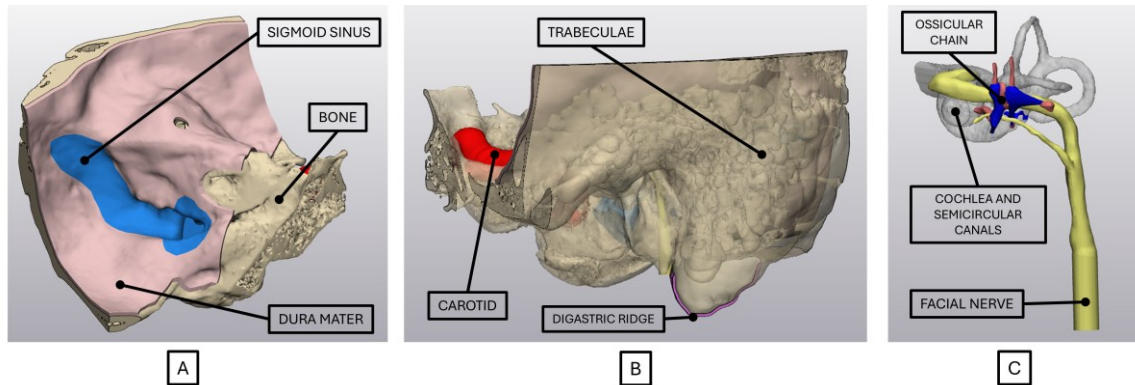 SIGMOID SINUS
BONE
DURA MATER
A
TRABECULAE
CAROTID
DIGASTRIC RIDGE
B
OSSICULAR
CHAIN
COCHLEA AND
SEMICIRCULAR
CANALS
FACIAL NERVE
C